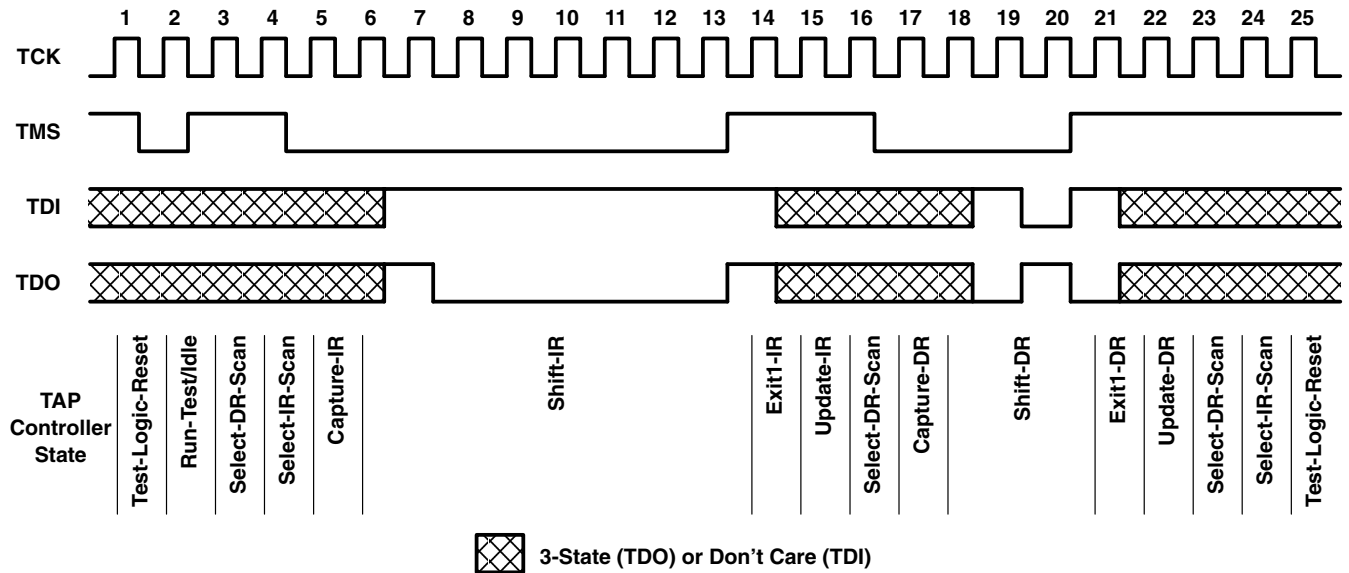 1 2 3 4 5 6 7 8 9 10 11 12 13 14 15 16 17 18 19 20 21 22 23 24 25
TCK
TMS
TDI
TDO
TAP
Controller
State
Test-Logic-Reset
Run-Test/Idle
Select-DR-Scan
Select-IR-Scan
Capture-IR
Shift-IR
Exit1-IR
Update-IR
Select-DR-Scan
Capture-DR
Shift-DR
Exit1-DR
Update-DR
Select-DR-Scan
Select-IR-Scan
Test-Logic-Reset
3-State (TDO) or Don't Care (TDI)